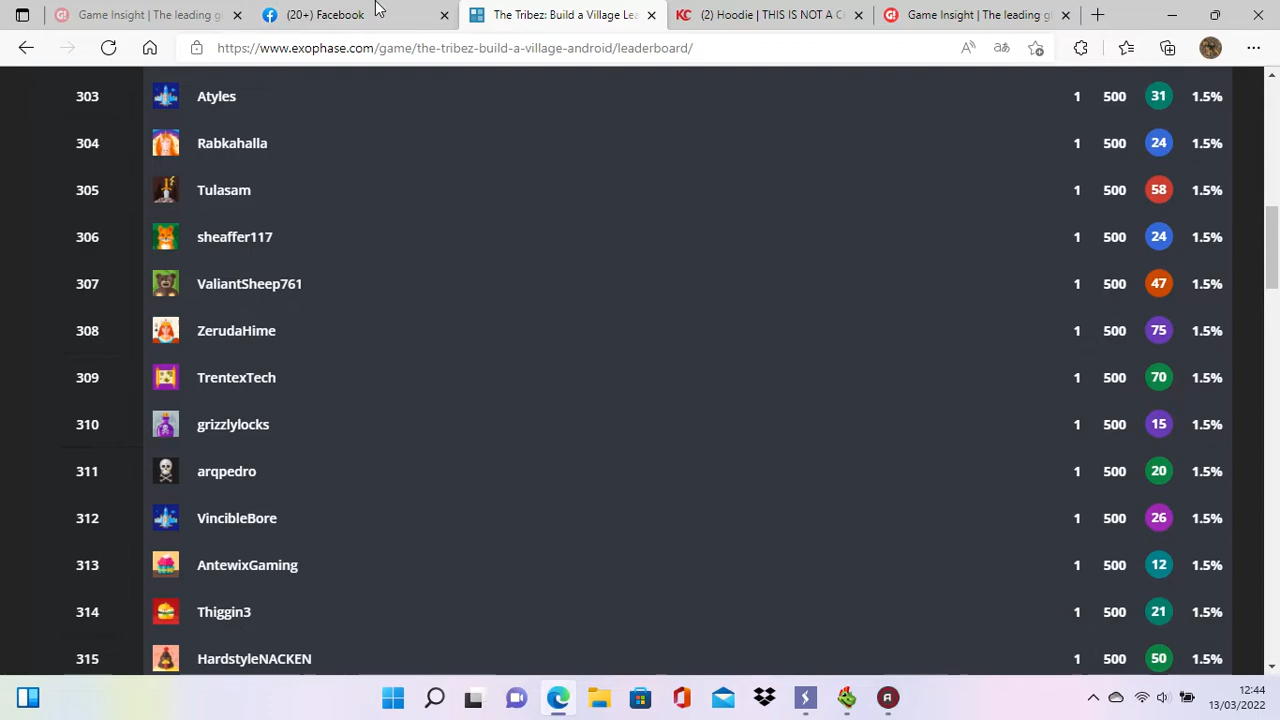 Game Insight | The leading g
(20+) Facebook
The Tribez: Build a Village Lea
(2) Hoodie | THIS IS NOT A C
Game Insight | The leading g
https://www.exophase.com/game/the-tribez-build-a-village-android/leaderboard/
303 Atyles 1 500 31 1.5%
304 Rabkahalla 1 500 24 1.5%
305 Tulasam 1 500 58 1.5%
306 sheaffer117 1 500 24 1.5%
307 ValiantSheep761 1 500 47 1.5%
308 ZerudaHime 1 500 75 1.5%
309 TrentexTech 1 500 70 1.5%
310 grizzlylocks 1 500 15 1.5%
311 arqpedro 1 500 20 1.5%
312 VincibleBore 1 500 26 1.5%
313 AntewixGaming 1 500 12 1.5%
314 Thiggin3 1 500 21 1.5%
315 HardstyleNACKEN 1 500 50 1.5%
12:44
13/03/2022